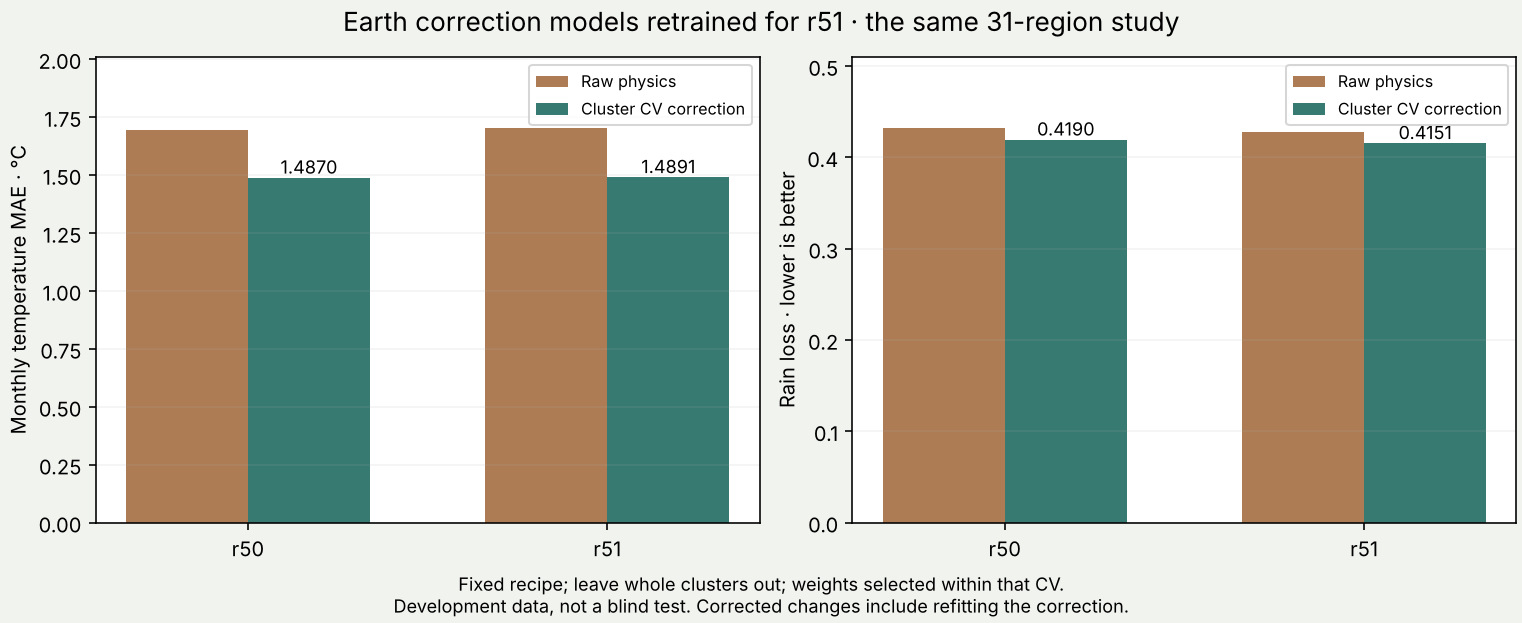 Earth correction models retrained for r51 · the same 31-region study
Monthly temperature MAE · °C
2.00
1.75
1.50
1.25
1.00
0.75
0.50
0.25
0.00
Raw physics
Cluster CV correction
1.4870
1.4891
r50
r51
Rain loss · lower is better
0.5
0.4
0.3
0.2
0.1
0.0
Raw physics
Cluster CV correction
0.4190
0.4151
r50
r51
Fixed recipe; leave whole clusters out; weights selected within that CV.
Development data, not a blind test. Corrected changes include refitting the correction.